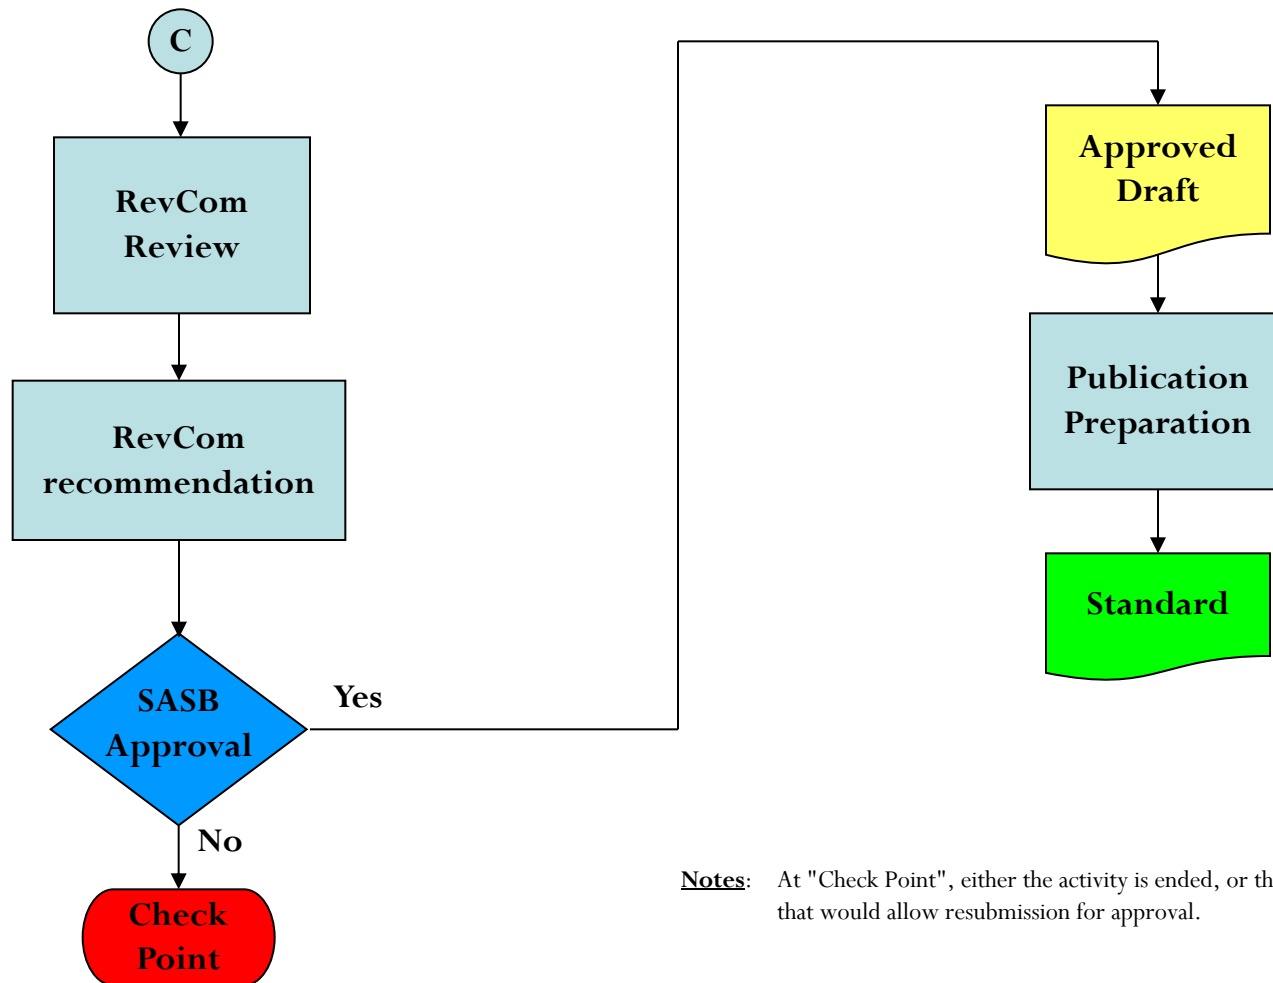 C
RevCom
Review
RevCom
recommendation
SASB
Approval
Yes
No
Check
Point
Approved
Draft
Publication
Preparation
Standard
Notes: At "Check Point", either the activity is ended, or
that would allow resubmission for approval.